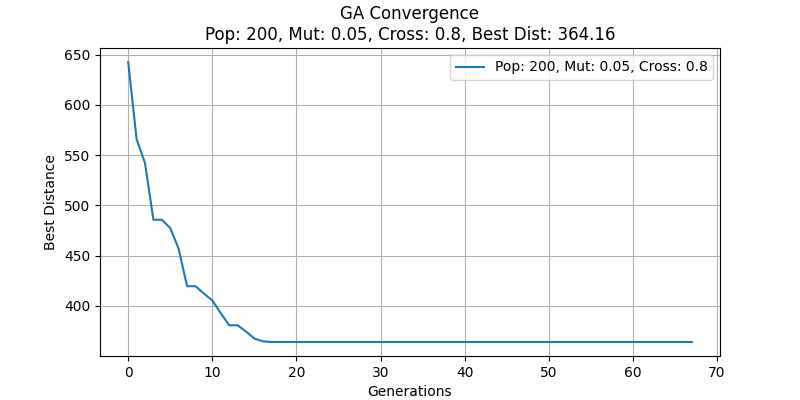 GA Convergence
Pop: 200, Mut: 0.05, Cross: 0.8, Best Dist: 364.16
Pop: 200, Mut: 0.05, Cross: 0.8
650
600
550
500
450
400
Best Distance
0 10 20 30 40 50 60 70
Generations